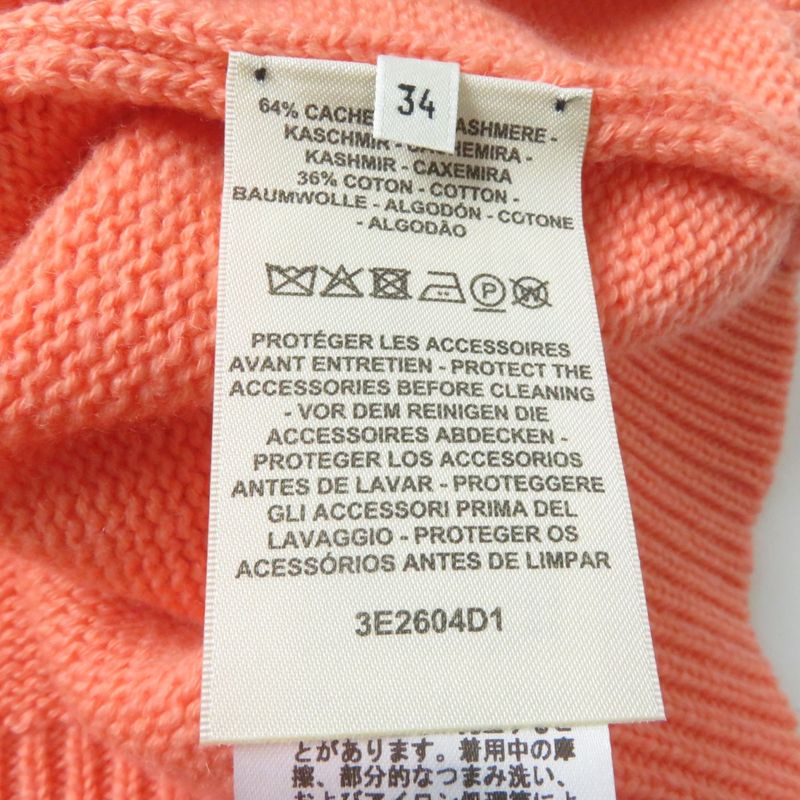 34
64% CACHE ASHMERE -
KASCHMIR - CACHEMIRA -
KASHMIR - CAXEMIRA
36% COTON - COTTON -
BAUMWOLLE - ALGODÓN - COTONE
- ALGODÃO
P W
PROTÉGER LES ACCESSOIRES
AVANT ENTRETIEN - PROTECT THE
ACCESSORIES BEFORE CLEANING
- VOR DEM REINIGEN DIE
ACCESSOIRES ABDECKEN -
PROTEGER LOS ACCESORIOS
ANTES DE LAVAR - PROTEGGERE
GLI ACCESSORI PRIMA DEL
LAVAGGIO - PROTEGER OS
ACESSÓRIOS ANTES DE LIMPAR
3E2604D1
とがあります。着用中の摩
擦、部分的なつまみ洗い、